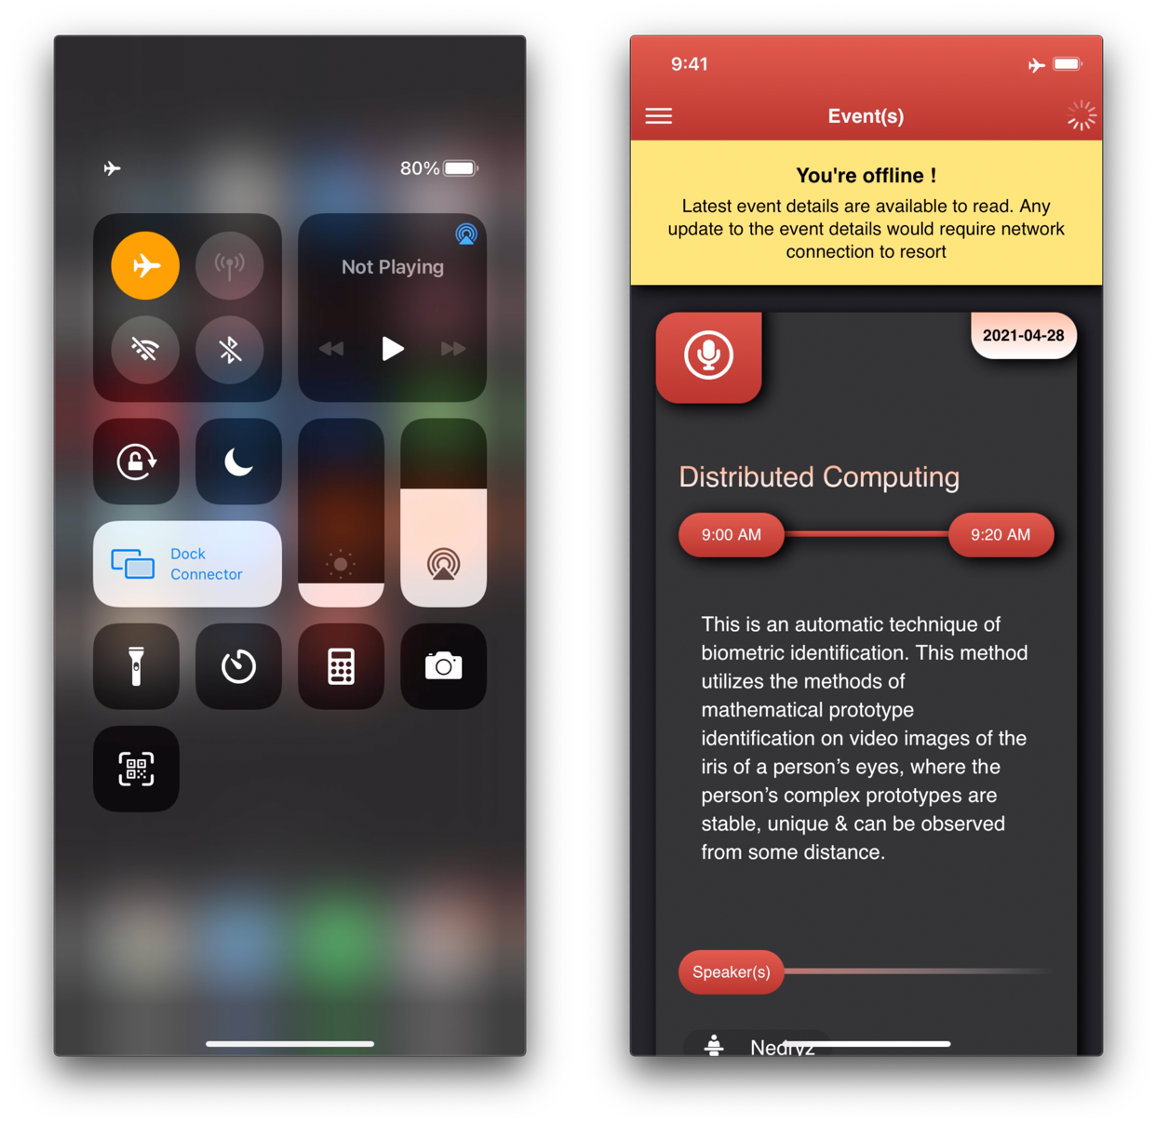 80%
Not Playing
Dock
Connector
9:41
Event(s)
You're offline !
Latest event details are available to read. Any
update to the event details would require network
connection to resort
2021-04-28
Distributed Computing
9:00 AM
9:20 AM
This is an automatic technique of
biometric identification. This method
utilizes the methods of
mathematical prototype
identification on video images of the
iris of a person’s eyes, where the
person’s complex prototypes are
stable, unique & can be observed
from some distance.
Speaker(s)